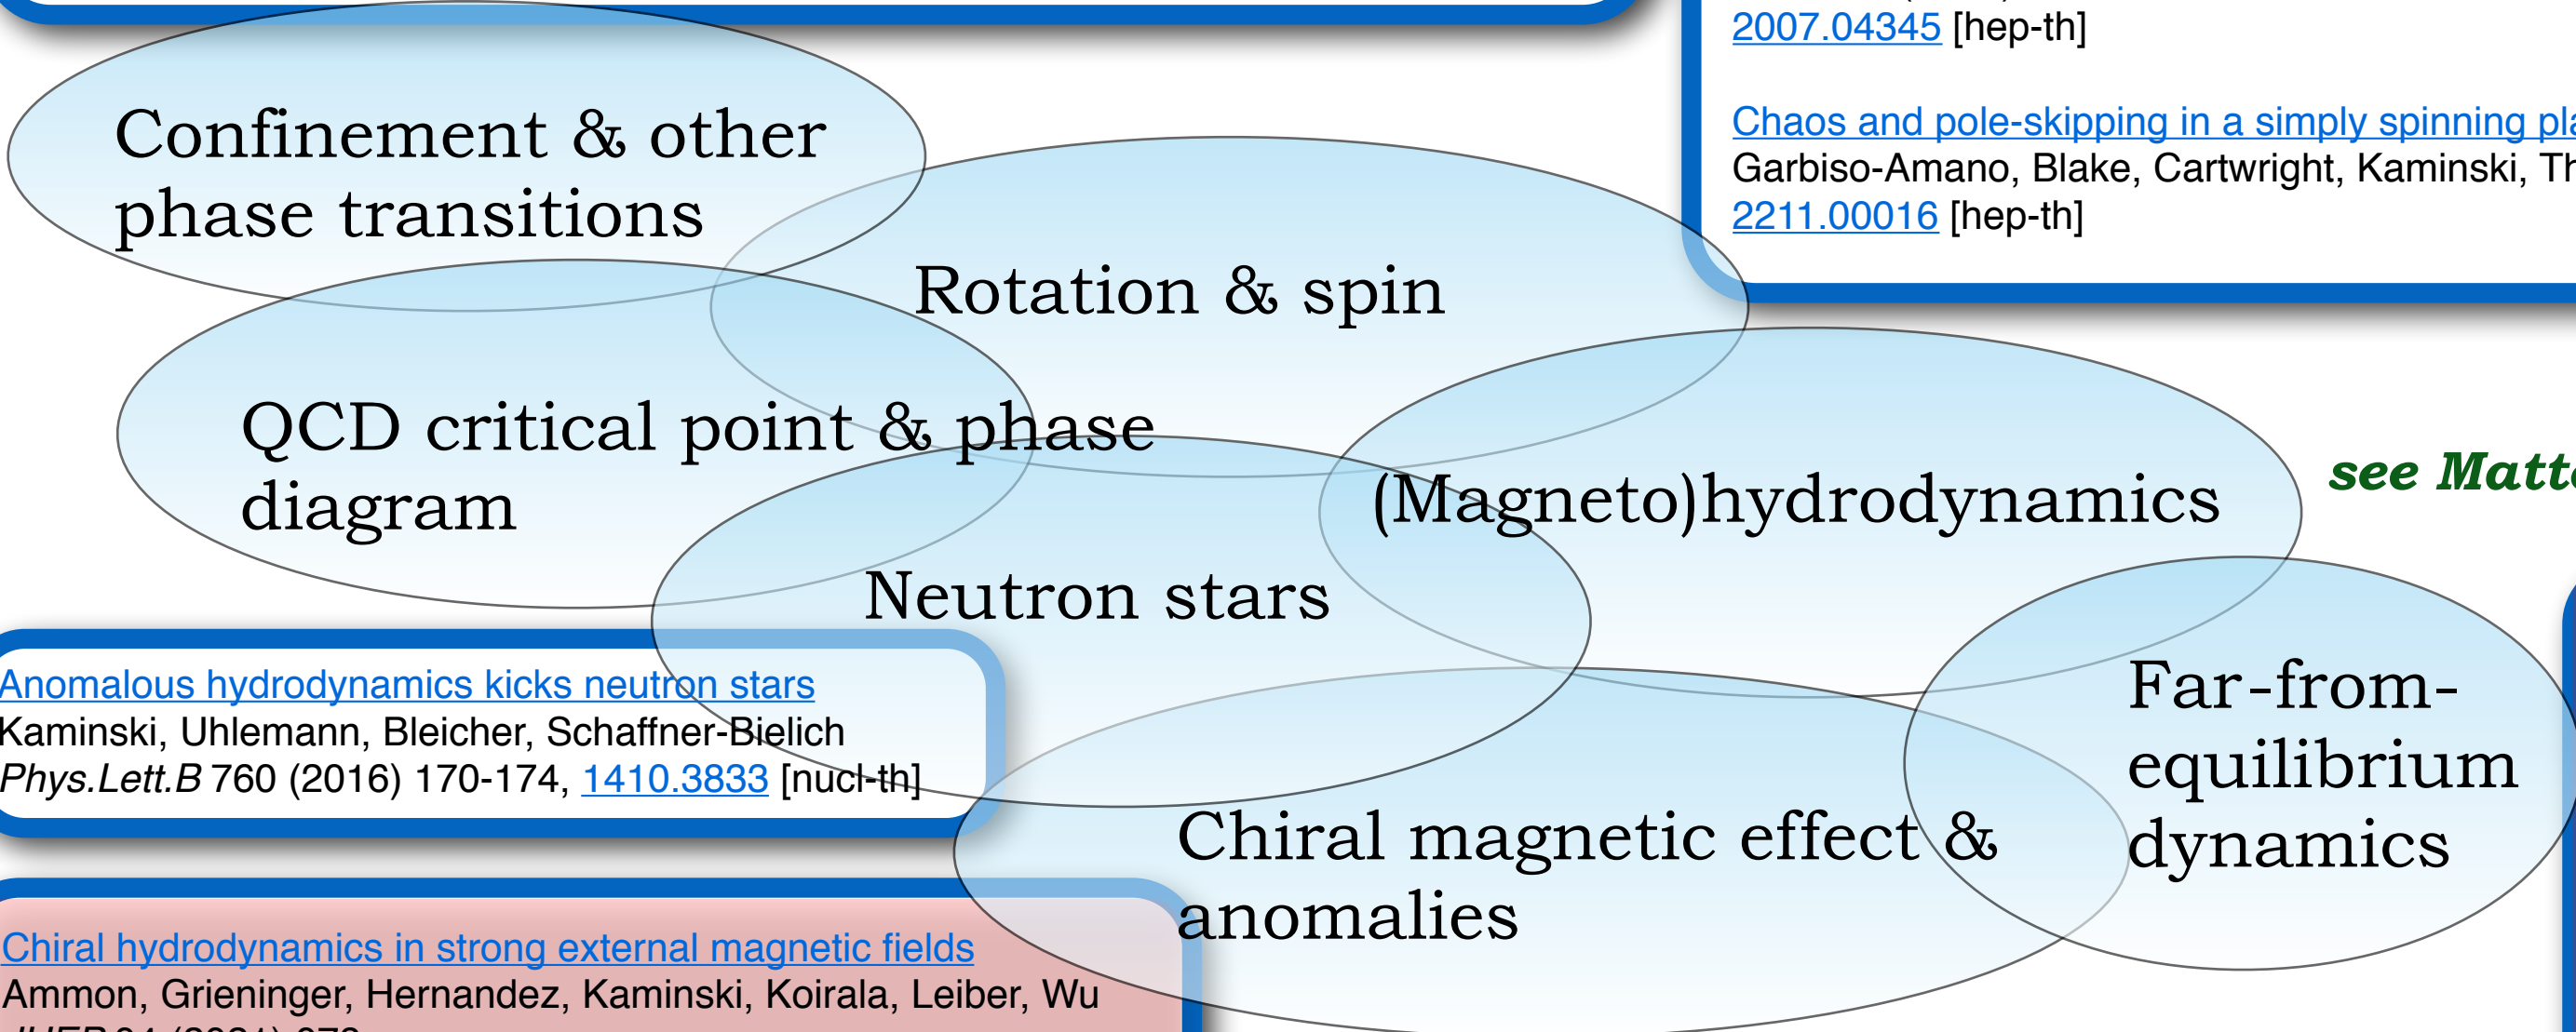 2007.04345 [hep-th]
Chaos and pole-skipping in a simply spinning
Garbiso-Amano, Blake, Cartwright, Kaminski,
2211.00016 [hep-th]
Confinement & other
phase transitions
Rotation & spin
QCD critical point & phase
diagram
(Magneto)hydrodynamics
see
Neutron stars
Anomalous hydrodynamics kicks neutron stars
Kaminski, Uhlemann, Bleicher, Schaffner-Bielich
Phys.Lett.B 760 (2016) 170-174, 1410.3833 [nucl-th]
Far-from-
equilibrium
dynamics
Chiral magnetic effect &
anomalies
Chiral hydrodynamics in strong external magnetic fields
Ammon, Grieninger, Hernandez, Kaminski, Koirala, Leiber, Wu